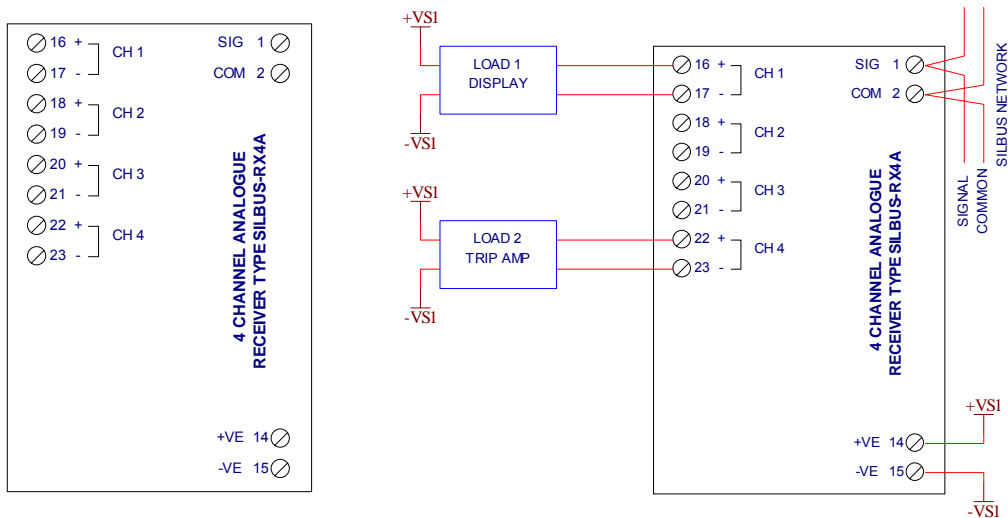 16 +
17 -
CH 1
18 +
19 -
CH 2
20 +
21 -
CH 3
22 +
23 -
CH 4
SIG 1
COM 2
4 CHANNEL ANALOGUE
RECEIVER TYPE SILBUS-RX4A
+VE 14
-VE 15
+VS1
LOAD 1
DISPLAY
-VS1
+VS1
LOAD 2
TRIP AMP
-VS1
16 +
17 -
CH 1
18 +
19 -
CH 2
20 +
21 -
CH 3
22 +
23 -
CH 4
SIG 1
COM 2
4 CHANNEL ANALOGUE
RECEIVER TYPE SILBUS-RX4A
SIGNAL
COMMON
SILBUS NETWORK
+VE 14
-VE 15
+VS1
-VS1